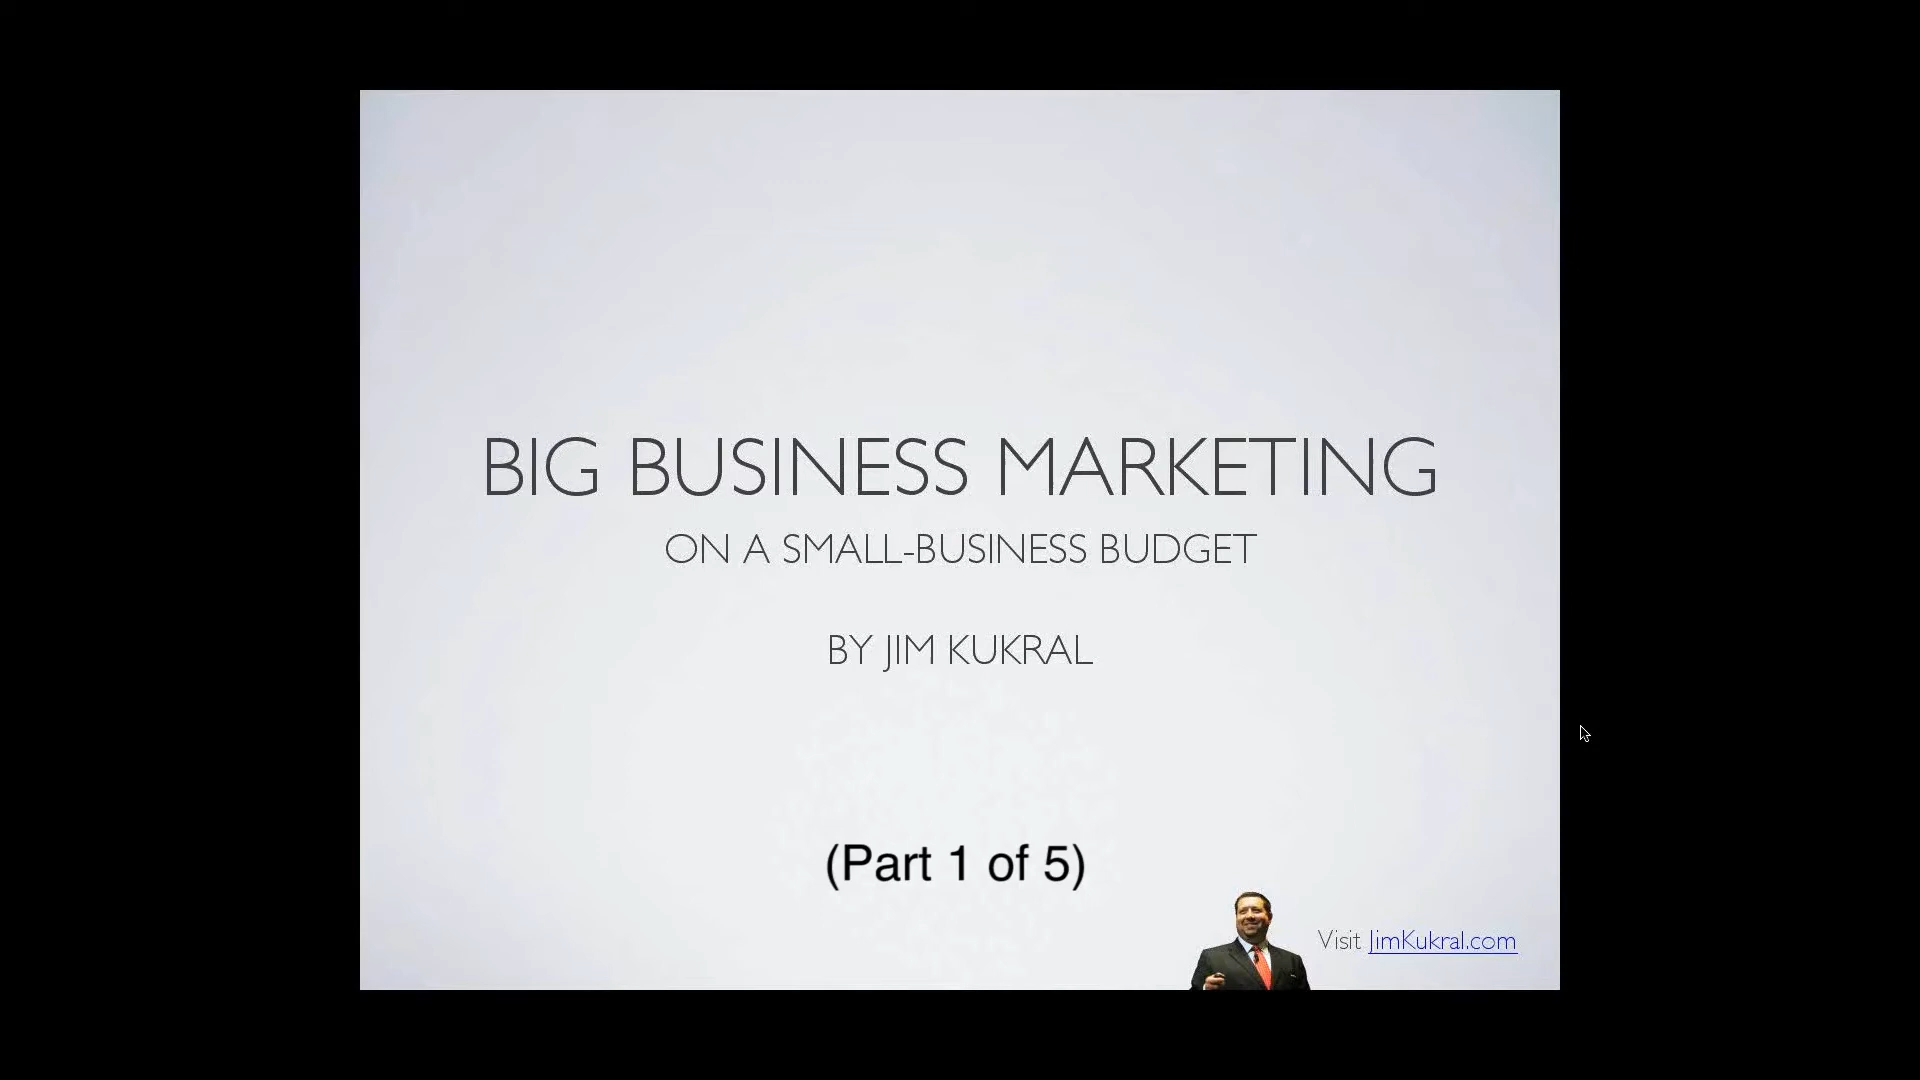 BIG BUSINESS MARKETING
ON A SMALL-BUSINESS BUDGET
BY JIM KUKRAL
(Part 1 of 5)
Visit JimKukral.com